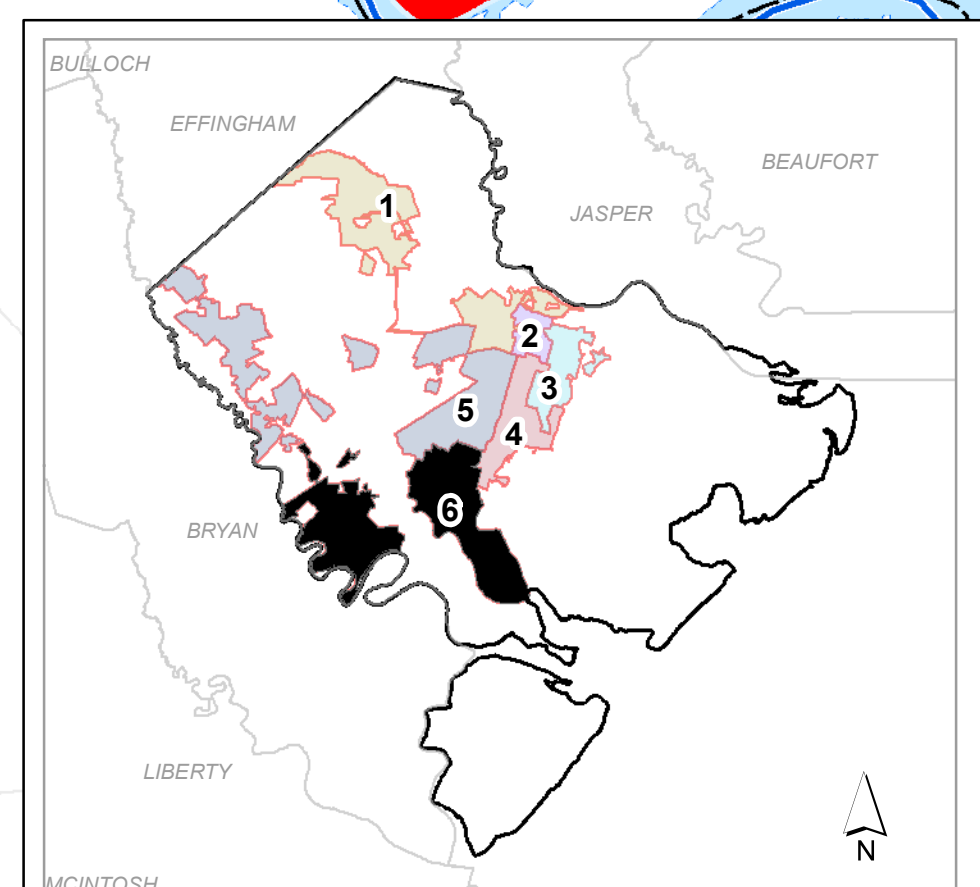 BULLOCH
EFFINGHAM
BEAUFORT
JASPER
1
2
3
5
4
6
BRYAN
LIBERTY
N
MCINTOSH